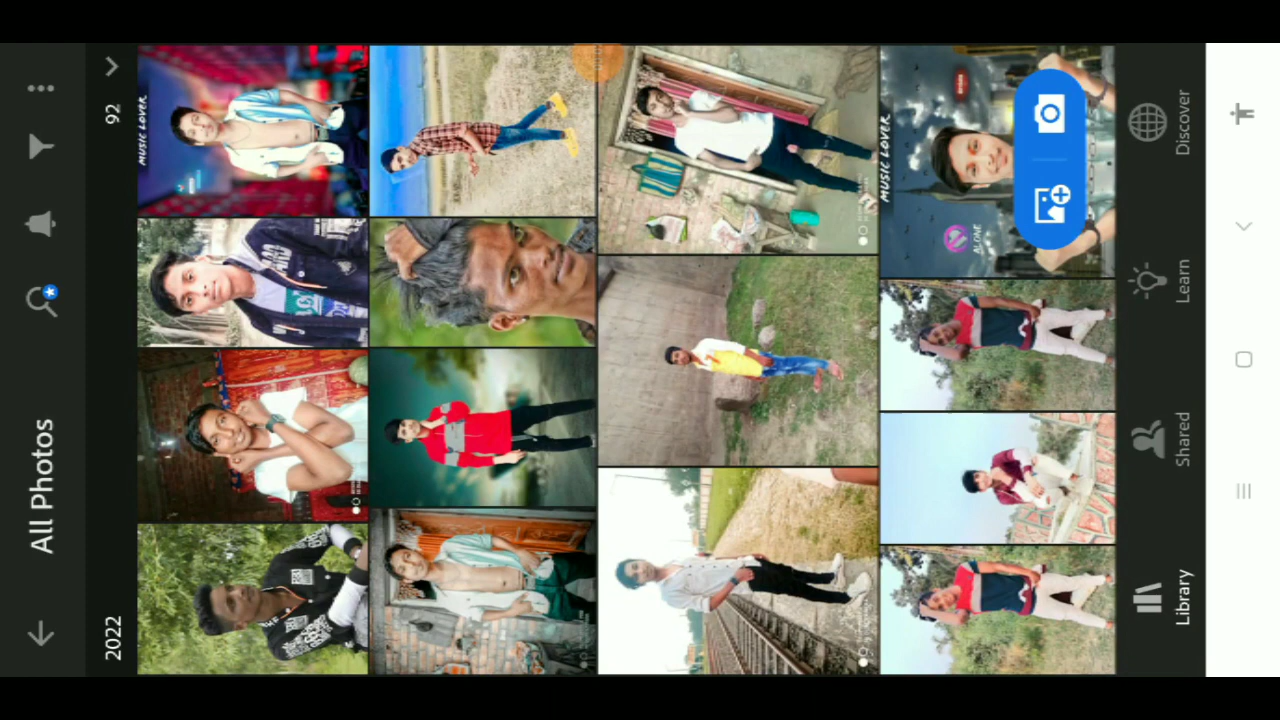 All Photos
2022
92
MUSIC LOVER
MUSIC LOVER
ALONE
Library
Shared
Learn
Discover